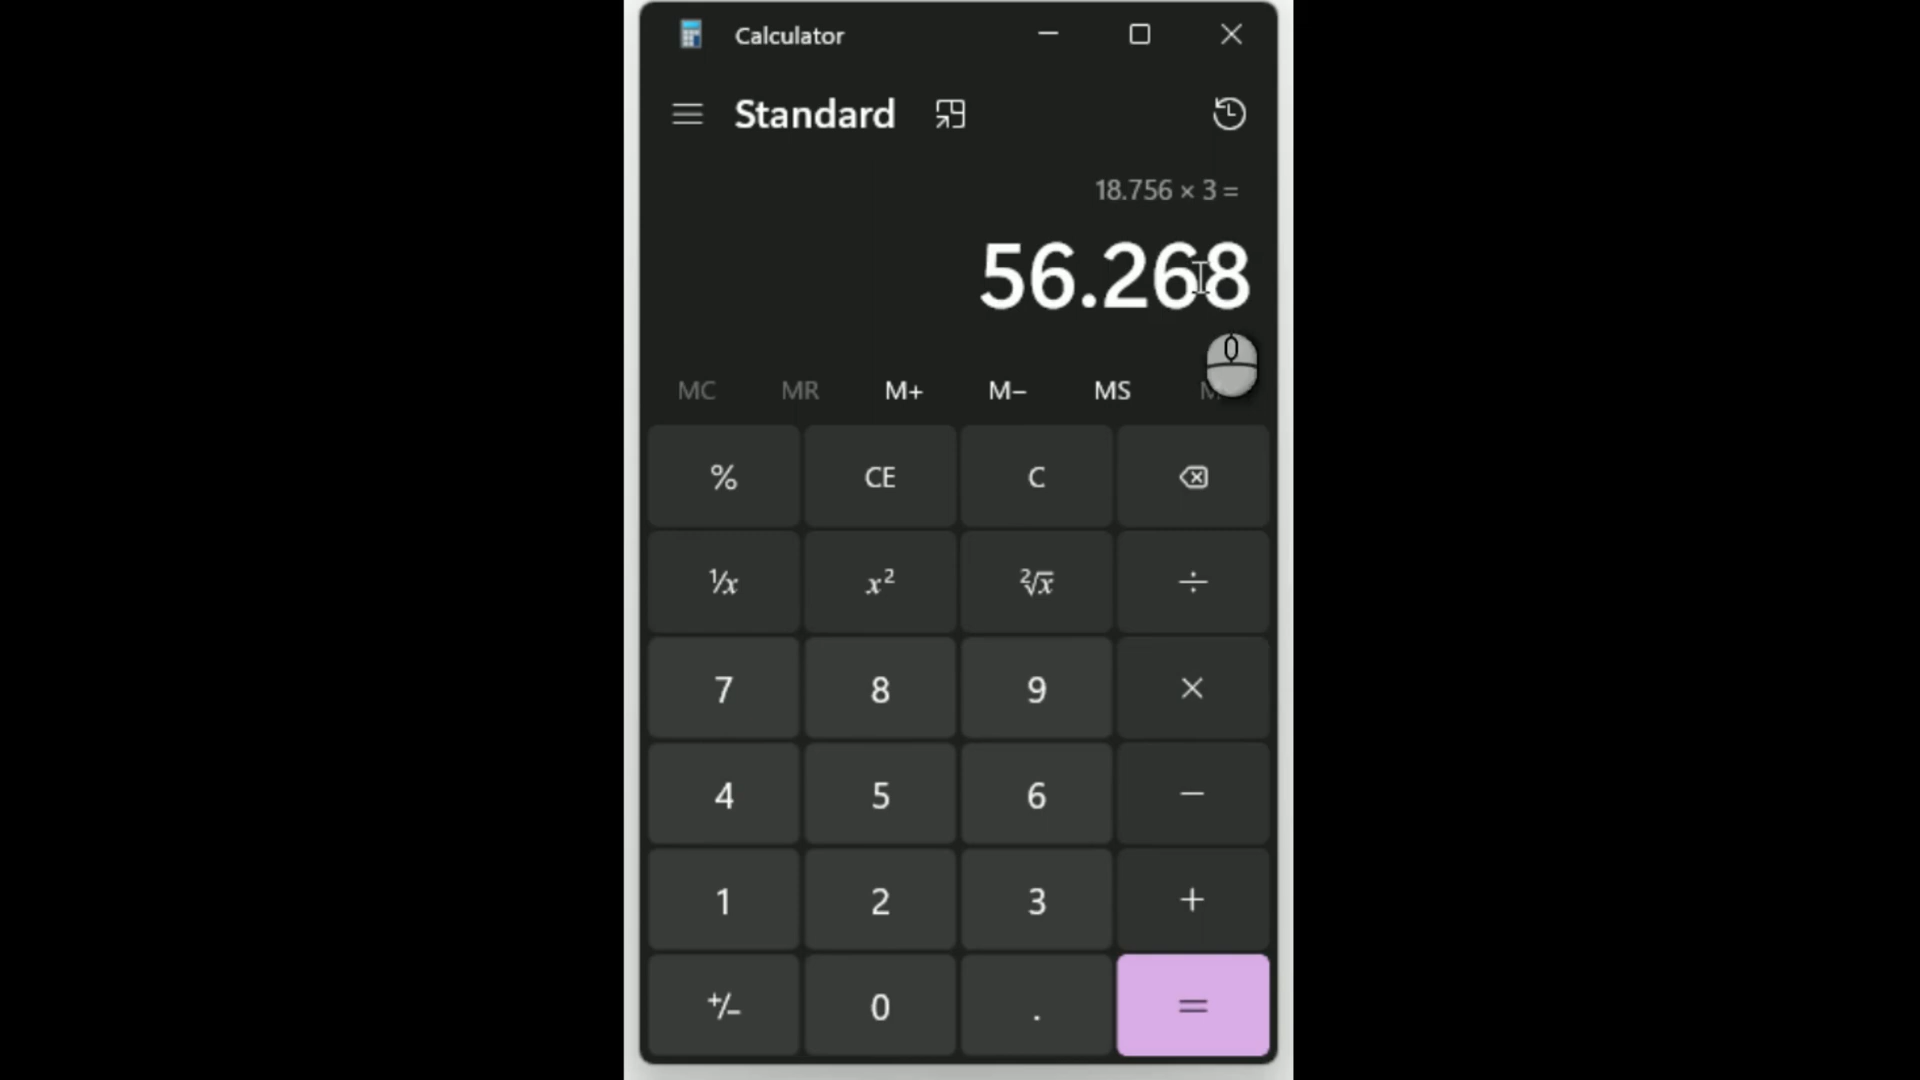 Calculator
Standard
18.756 × 3 =
56.268
MC MR M+ M− MS
% CE C
¹/x x² ²√x ÷
7 8 9 ×
4 5 6 −
1 2 3 +
+/− 0 . =